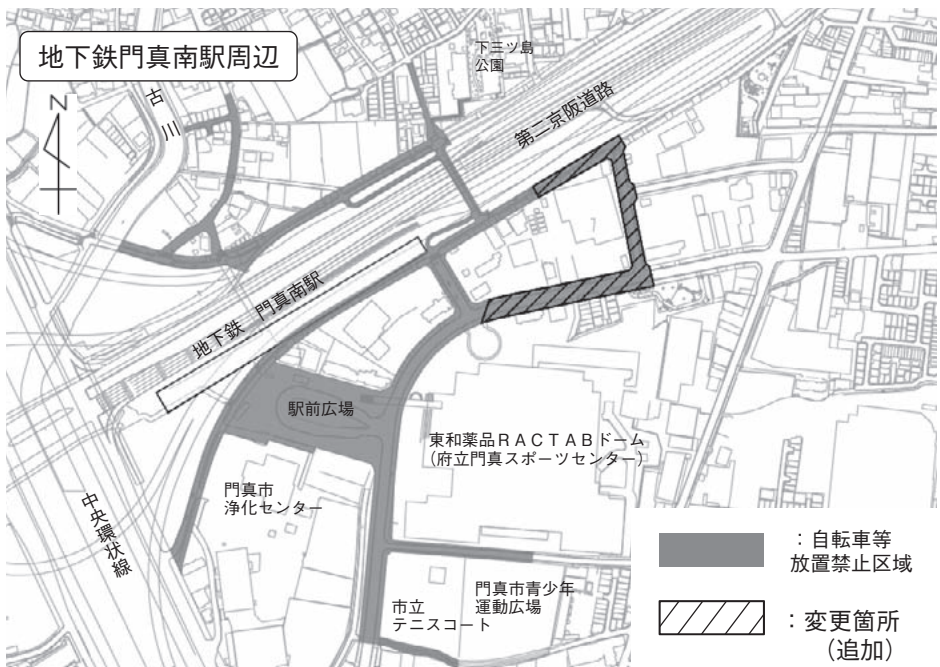 地下鉄門真南駅周辺
下三ツ島
公園
N
古川
第二京阪道路
地下鉄　門真南駅
駅前広場
東和薬品RACTABドーム
(府立門真スポーツセンター)
門真市
浄化センター
中央環状線
門真市青少年
運動広場
市立
テニスコート
：自転車等
放置禁止区域
：変更箇所
(追加)